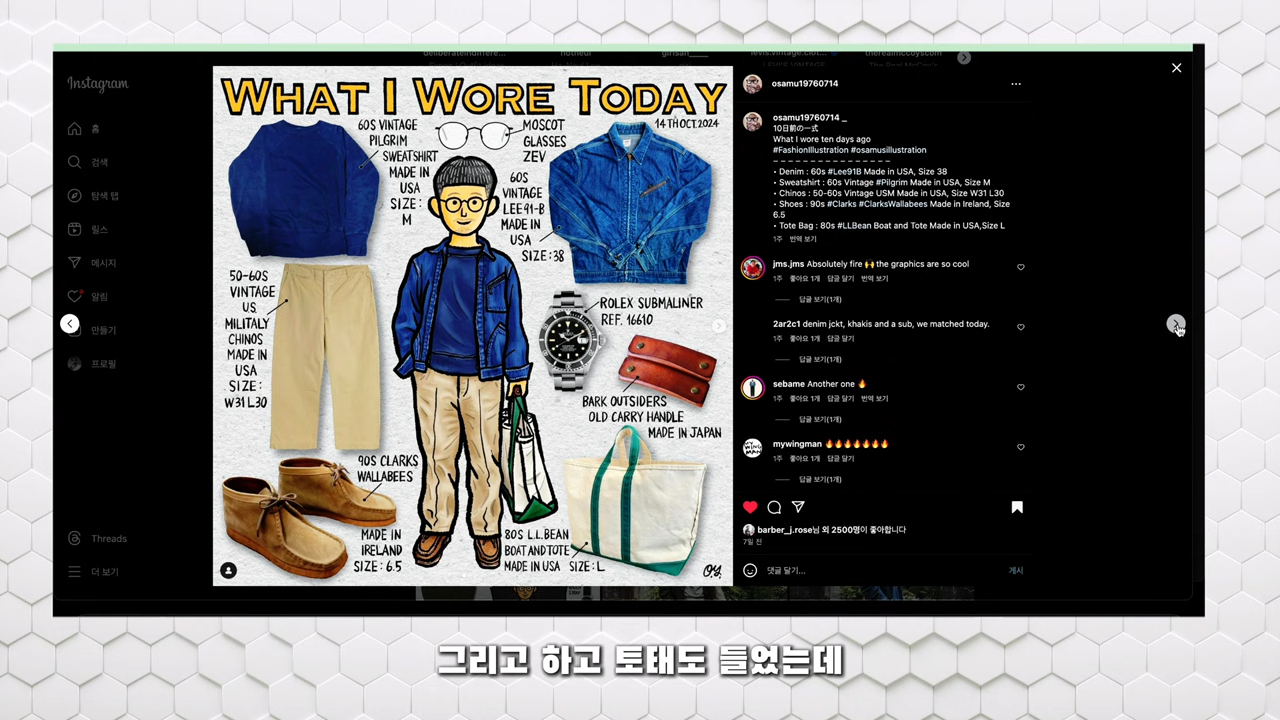 Instagram
홈
검색
탐색 탭
릴스
메시지
알림
만들기
프로필
Threads
더 보기
WHAT I WORE TODAY
14TH OCT. 2024
60S VINTAGE
PILGRIM
SWEATSHIRT
MADE IN
USA
SIZE:
M
MOSCOT
GLASSES
ZEV
60S
VINTAGE
LEE 91-B
MADE IN
USA
SIZE:38
50-60S
VINTAGE
U.S
MILITALY
CHINOS
MADE IN
USA
SIZE:
W31 L30
ROLEX SUBMALINER
REF. 16610
BARK OUTSIDERS
OLD CARRY HANDLE
MADE IN JAPAN
90S CLARKS
WALLABEES
MADE IN
IRELAND
SIZE: 6.5
80S L.L.BEAN
BOAT AND TOTE
MADE IN USA SIZE:L
osamu19760714
osamu19760714 _
10日前の一式
What I wore ten days ago
#FashionIllustration #osamusillustration
– – – – – – – – – – – – – – – –
• Denim : 60s #Lee91B Made in USA, Size 38
• Sweatshirt : 60s Vintage #Pilgrim Made in USA, Size M
• Chinos : 50-60s Vintage USM Made in USA, Size W31 L30
• Shoes : 90s #Clarks #ClarksWallabees Made in Ireland, Size
6.5
• Tote Bag : 80s #LLBean Boat and Tote Made in USA,Size L
1주 번역 보기
jms.jms Absolutely fire 🙌 the graphics are so cool
1주 좋아요 1개 답글 달기 번역 보기
답글 보기(1개)
2ar2c1 denim jckt, khakis and a sub, we matched today.
1주 좋아요 1개 답글 달기
답글 보기(1개)
sebame Another one 🔥
1주 좋아요 1개 답글 달기 번역 보기
답글 보기(1개)
mywingman 🔥🔥🔥🔥🔥🔥🔥
1주 좋아요 1개 답글 달기
답글 보기(1개)
barber_j.rose님 외 2500명이 좋아합니다
7일 전
댓글 달기...
게시
그리고 하고 토태도 들었는데